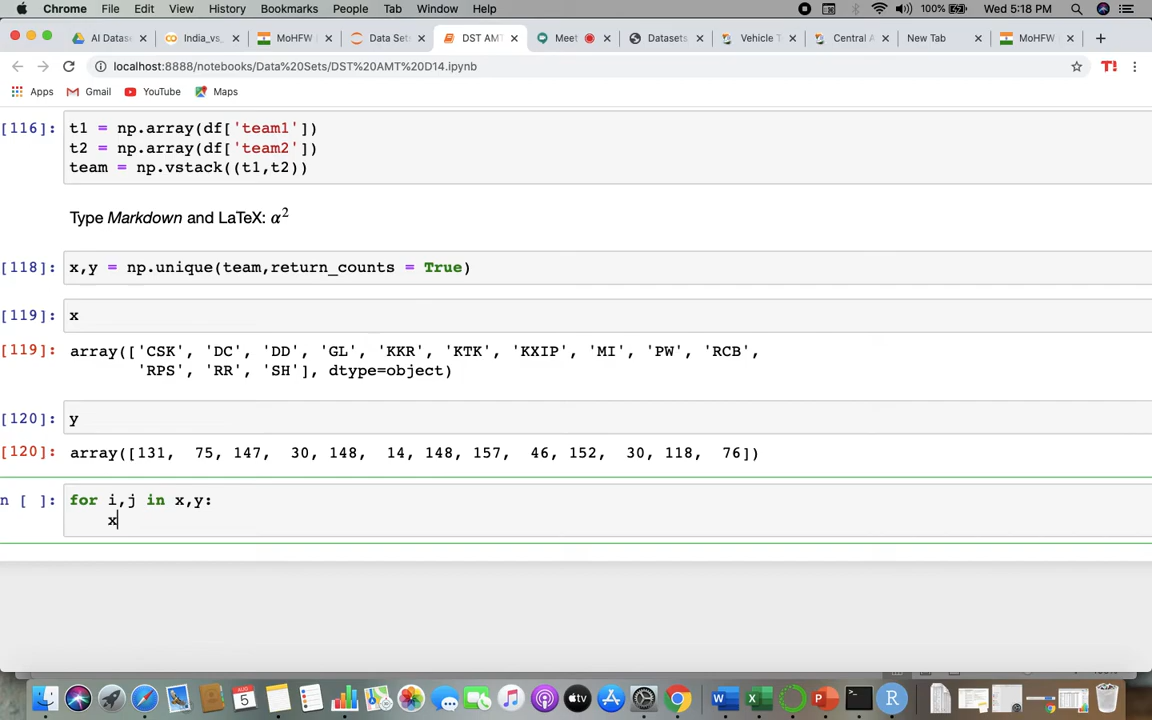 Chrome File Edit View History Bookmarks People Tab Window Help 100% Wed 5:18 PM
AI Datas India_vs_ MoHFW Data Set DST AMT Meet Datasets Vehicle T Central A New Tab MoHFW
localhost:8888/notebooks/Data%20Sets/DST%20AMT%20D14.ipynb T!
Apps Gmail YouTube Maps
[116]: t1 = np.array(df['team1'])
t2 = np.array(df['team2'])
team = np.vstack((t1,t2))
Type Markdown and LaTeX: α²
[118]: x,y = np.unique(team,return_counts = True)
[119]: x
[119]: array(['CSK', 'DC', 'DD', 'GL', 'KKR', 'KTK', 'KXIP', 'MI', 'PW', 'RCB',
'RPS', 'RR', 'SH'], dtype=object)
[120]: y
[120]: array([131, 75, 147, 30, 148, 14, 148, 157, 46, 152, 30, 118, 76])
n [ ]: for i,j in x,y:
x
AUG
5
tv
W X P >_ R